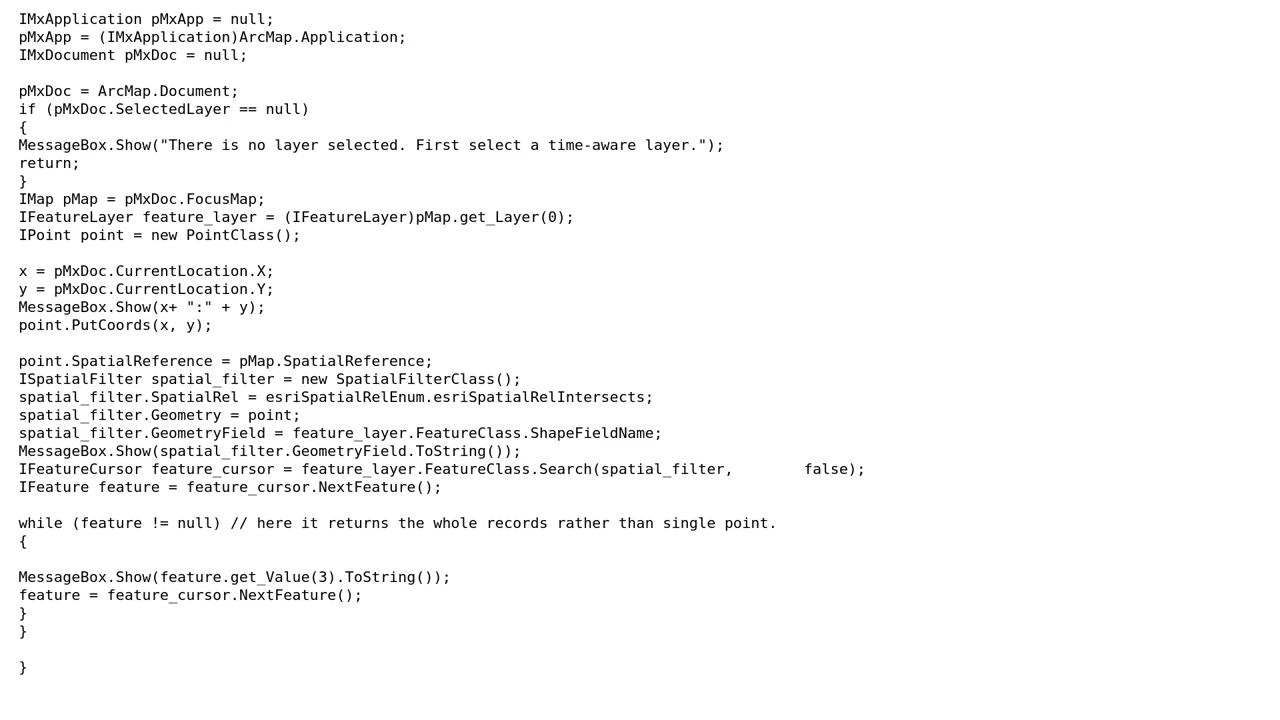 IMxApplication pMxApp = null;
pMxApp = (IMxApplication)ArcMap.Application;
IMxDocument pMxDoc = null;

pMxDoc = ArcMap.Document;
if (pMxDoc.SelectedLayer == null)
{
MessageBox.Show("There is no layer selected. First select a time-aware layer.");
return;
}
IMap pMap = pMxDoc.FocusMap;
IFeatureLayer feature_layer = (IFeatureLayer)pMap.get_Layer(0);
IPoint point = new PointClass();

x = pMxDoc.CurrentLocation.X;
y = pMxDoc.CurrentLocation.Y;
MessageBox.Show(x+ ":" + y);
point.PutCoords(x, y);

point.SpatialReference = pMap.SpatialReference;
ISpatialFilter spatial_filter = new SpatialFilterClass();
spatial_filter.SpatialRel = esriSpatialRelEnum.esriSpatialRelIntersects;
spatial_filter.Geometry = point;
spatial_filter.GeometryField = feature_layer.FeatureClass.ShapeFieldName;
MessageBox.Show(spatial_filter.GeometryField.ToString());
IFeatureCursor feature_cursor = feature_layer.FeatureClass.Search(spatial_filter,        false);
IFeature feature = feature_cursor.NextFeature();

while (feature != null) // here it returns the whole records rather than single point.
{

MessageBox.Show(feature.get_Value(3).ToString());
feature = feature_cursor.NextFeature();
}
}

}